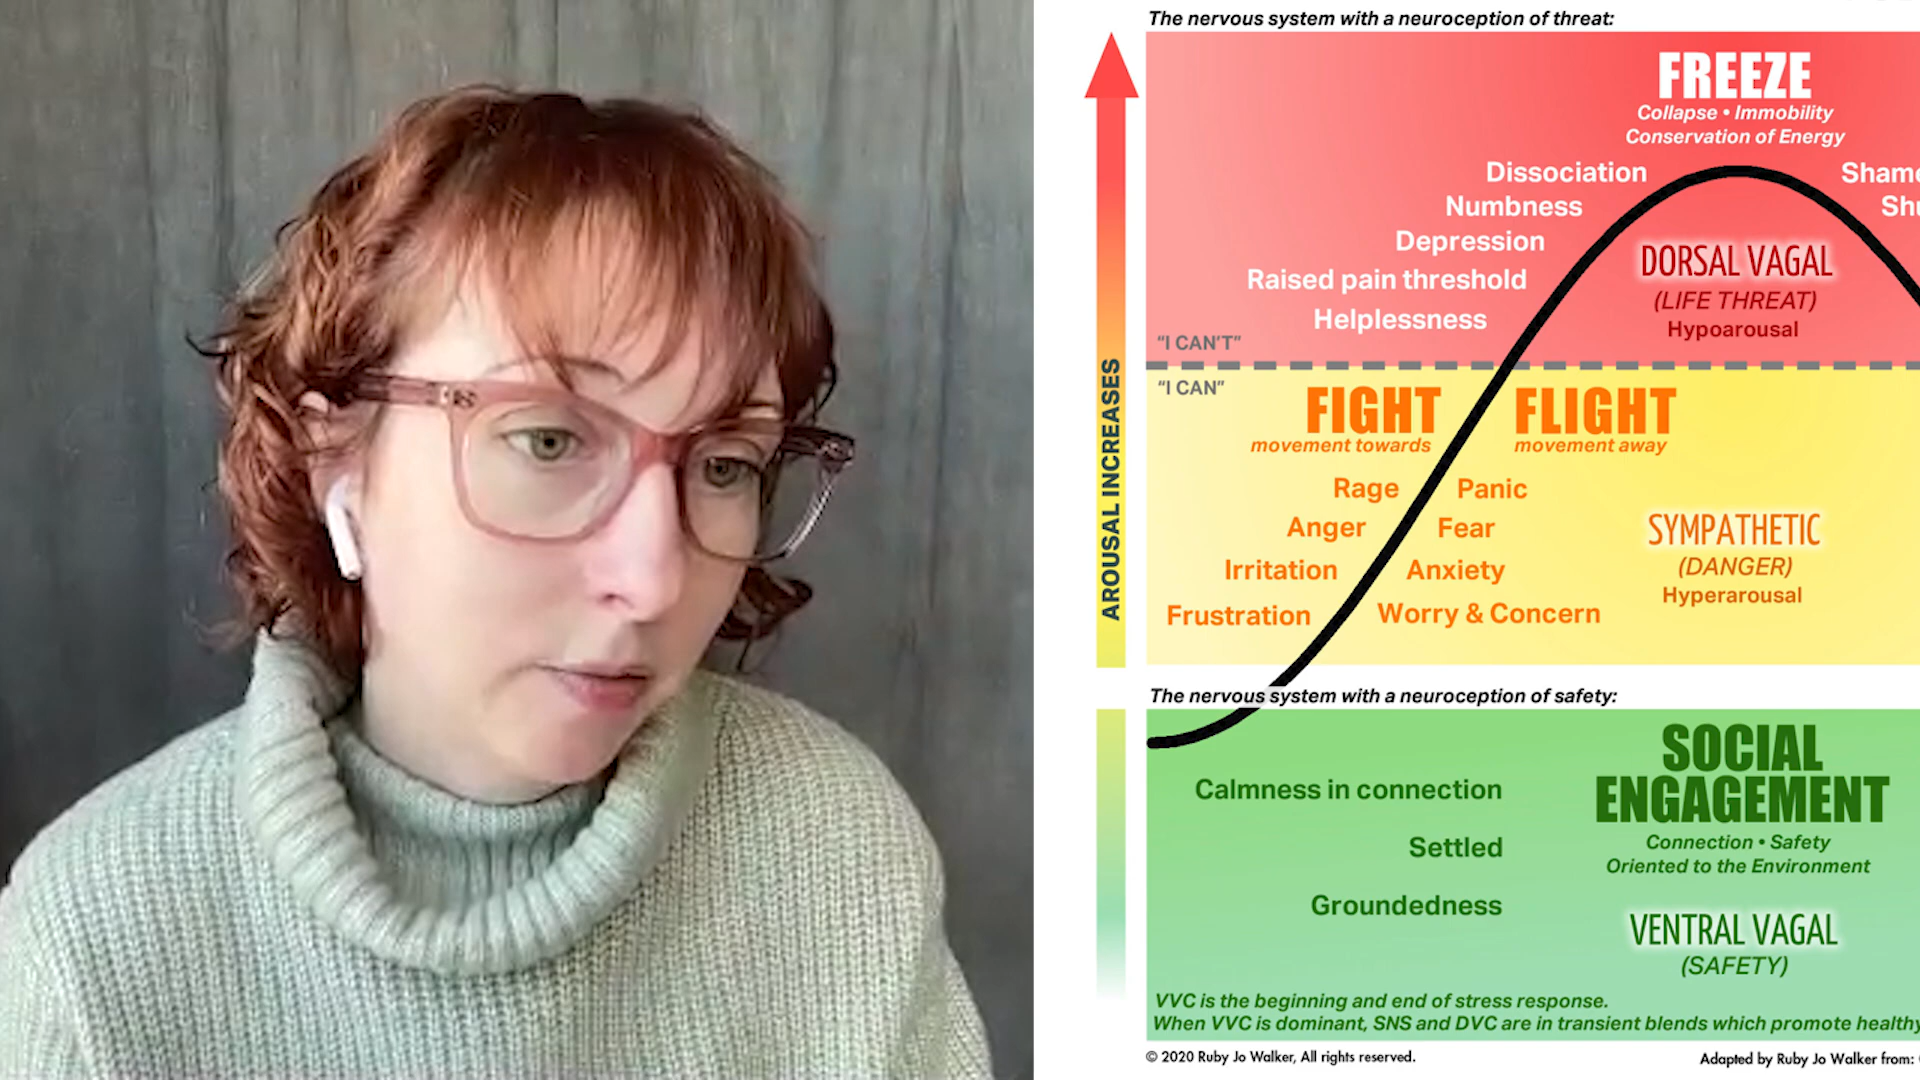 The nervous system with a neuroception of threat:
FREEZE
Collapse • Immobility
Conservation of Energy
Dissociation
Numbness
Depression
Raised pain threshold
Helplessness
Shame
DORSAL VAGAL
(LIFE THREAT)
Hypoarousal
"I CAN'T"
"I CAN"
AROUSAL INCREASES
FIGHT
movement towards
FLIGHT
movement away
Rage
Panic
Anger
Fear
Irritation
Anxiety
Frustration
Worry & Concern
SYMPATHETIC
(DANGER)
Hyperarousal
The nervous system with a neuroception of safety:
SOCIAL
ENGAGEMENT
Connection • Safety
Oriented to the Environment
Calmness in connection
Settled
Groundedness
VENTRAL VAGAL
(SAFETY)
VVC is the beginning and end of stress response.
When VVC is dominant, SNS and DVC are in transient blends which promote healthy
© 2020 Ruby Jo Walker, All rights reserved.
Adapted by Ruby Jo Walker from: